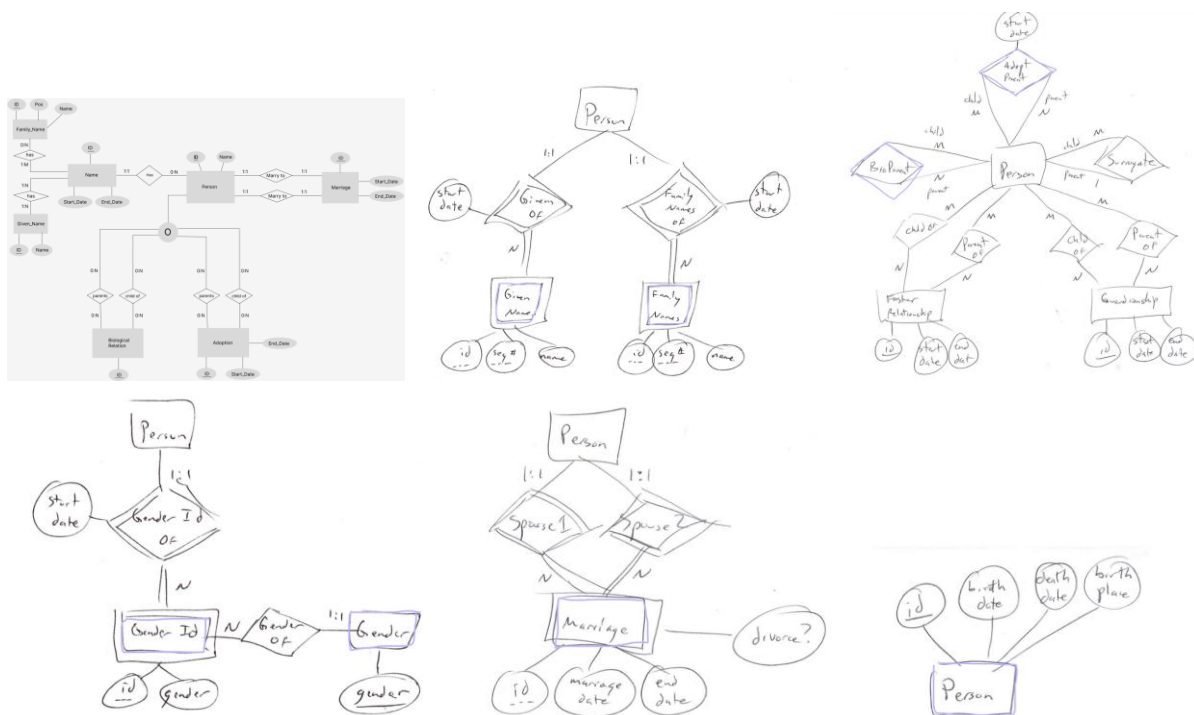 ID
Pos
Name
Family_Name
0:N
has
1:N
Name
ID
1:1
has
0:N
Start_Date
End_Date
1:N
has
1:N
Given_Name
ID
Name
ID
Name
Person
1:1
Marry to
1:1
1:1
Marry to
1:1
ID
Marriage
Start_Date
End_Date
O
0:N
0:N
0:N
0:N
parents
child of
parents
child of
0:N
0:N
0:N
0:N
Biological
Relation
ID
Adoption
End_Date
ID
Start_Date
Person
1:1
1:1
start
date
Given
Of
Family
Names
of
start
date
N
N
Given
Name
Family
Names
id
seq #
name
id
seq #
name
start
date
Adopt
Parent
child
M
parent
N
child
M
BioParent
N
parent
Person
child
M
parent
1
Surrogate
M
M
M
M
child of
Parent
of
child
of
Parent
of
N
N
N
N
Foster
Relationship
Guardianship
id
start
date
end
dat
id
start
date
end
date
Person
1:1
start
date
Gender Id
Of
N
Gender Id
N
Gender
Of
1:1
Gender
id
gender
gender
Person
1:1
1:1
Spouse1
Spouse2
N
N
Marriage
divorce?
id
marriage
date
end
date
id
birth
date
death
date
birth
place
Person